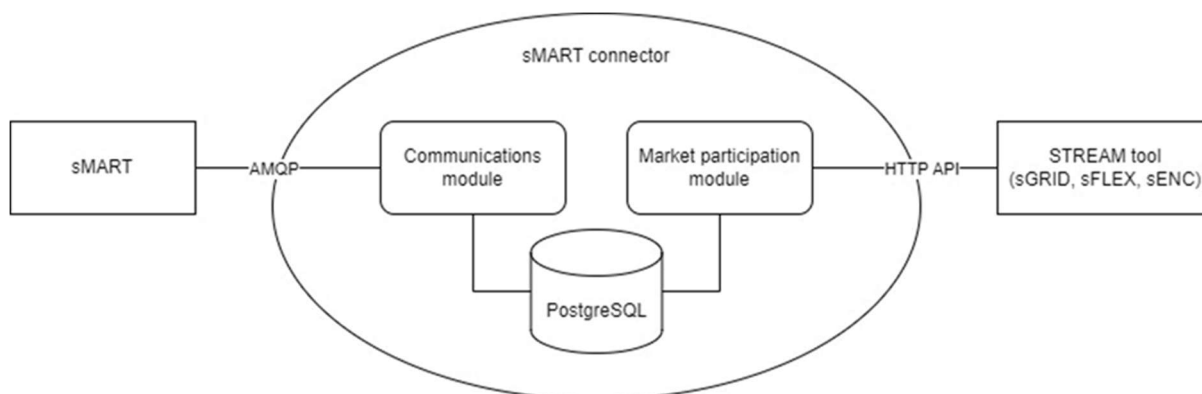 sMART connector
sMART
AMQP
Communications
module
Market participation
module
HTTP API
STREAM tool
(sGRID, sFLEX, sENC)
PostgreSQL